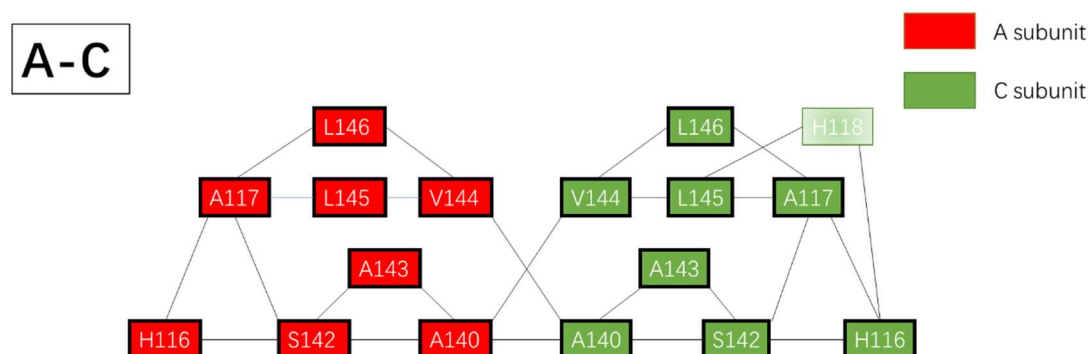 A-C
A subunit
C subunit
L146
L146
H118
A117
L145
V144
V144
L145
A117
A143
A143
H116
S142
A140
A140
S142
H116